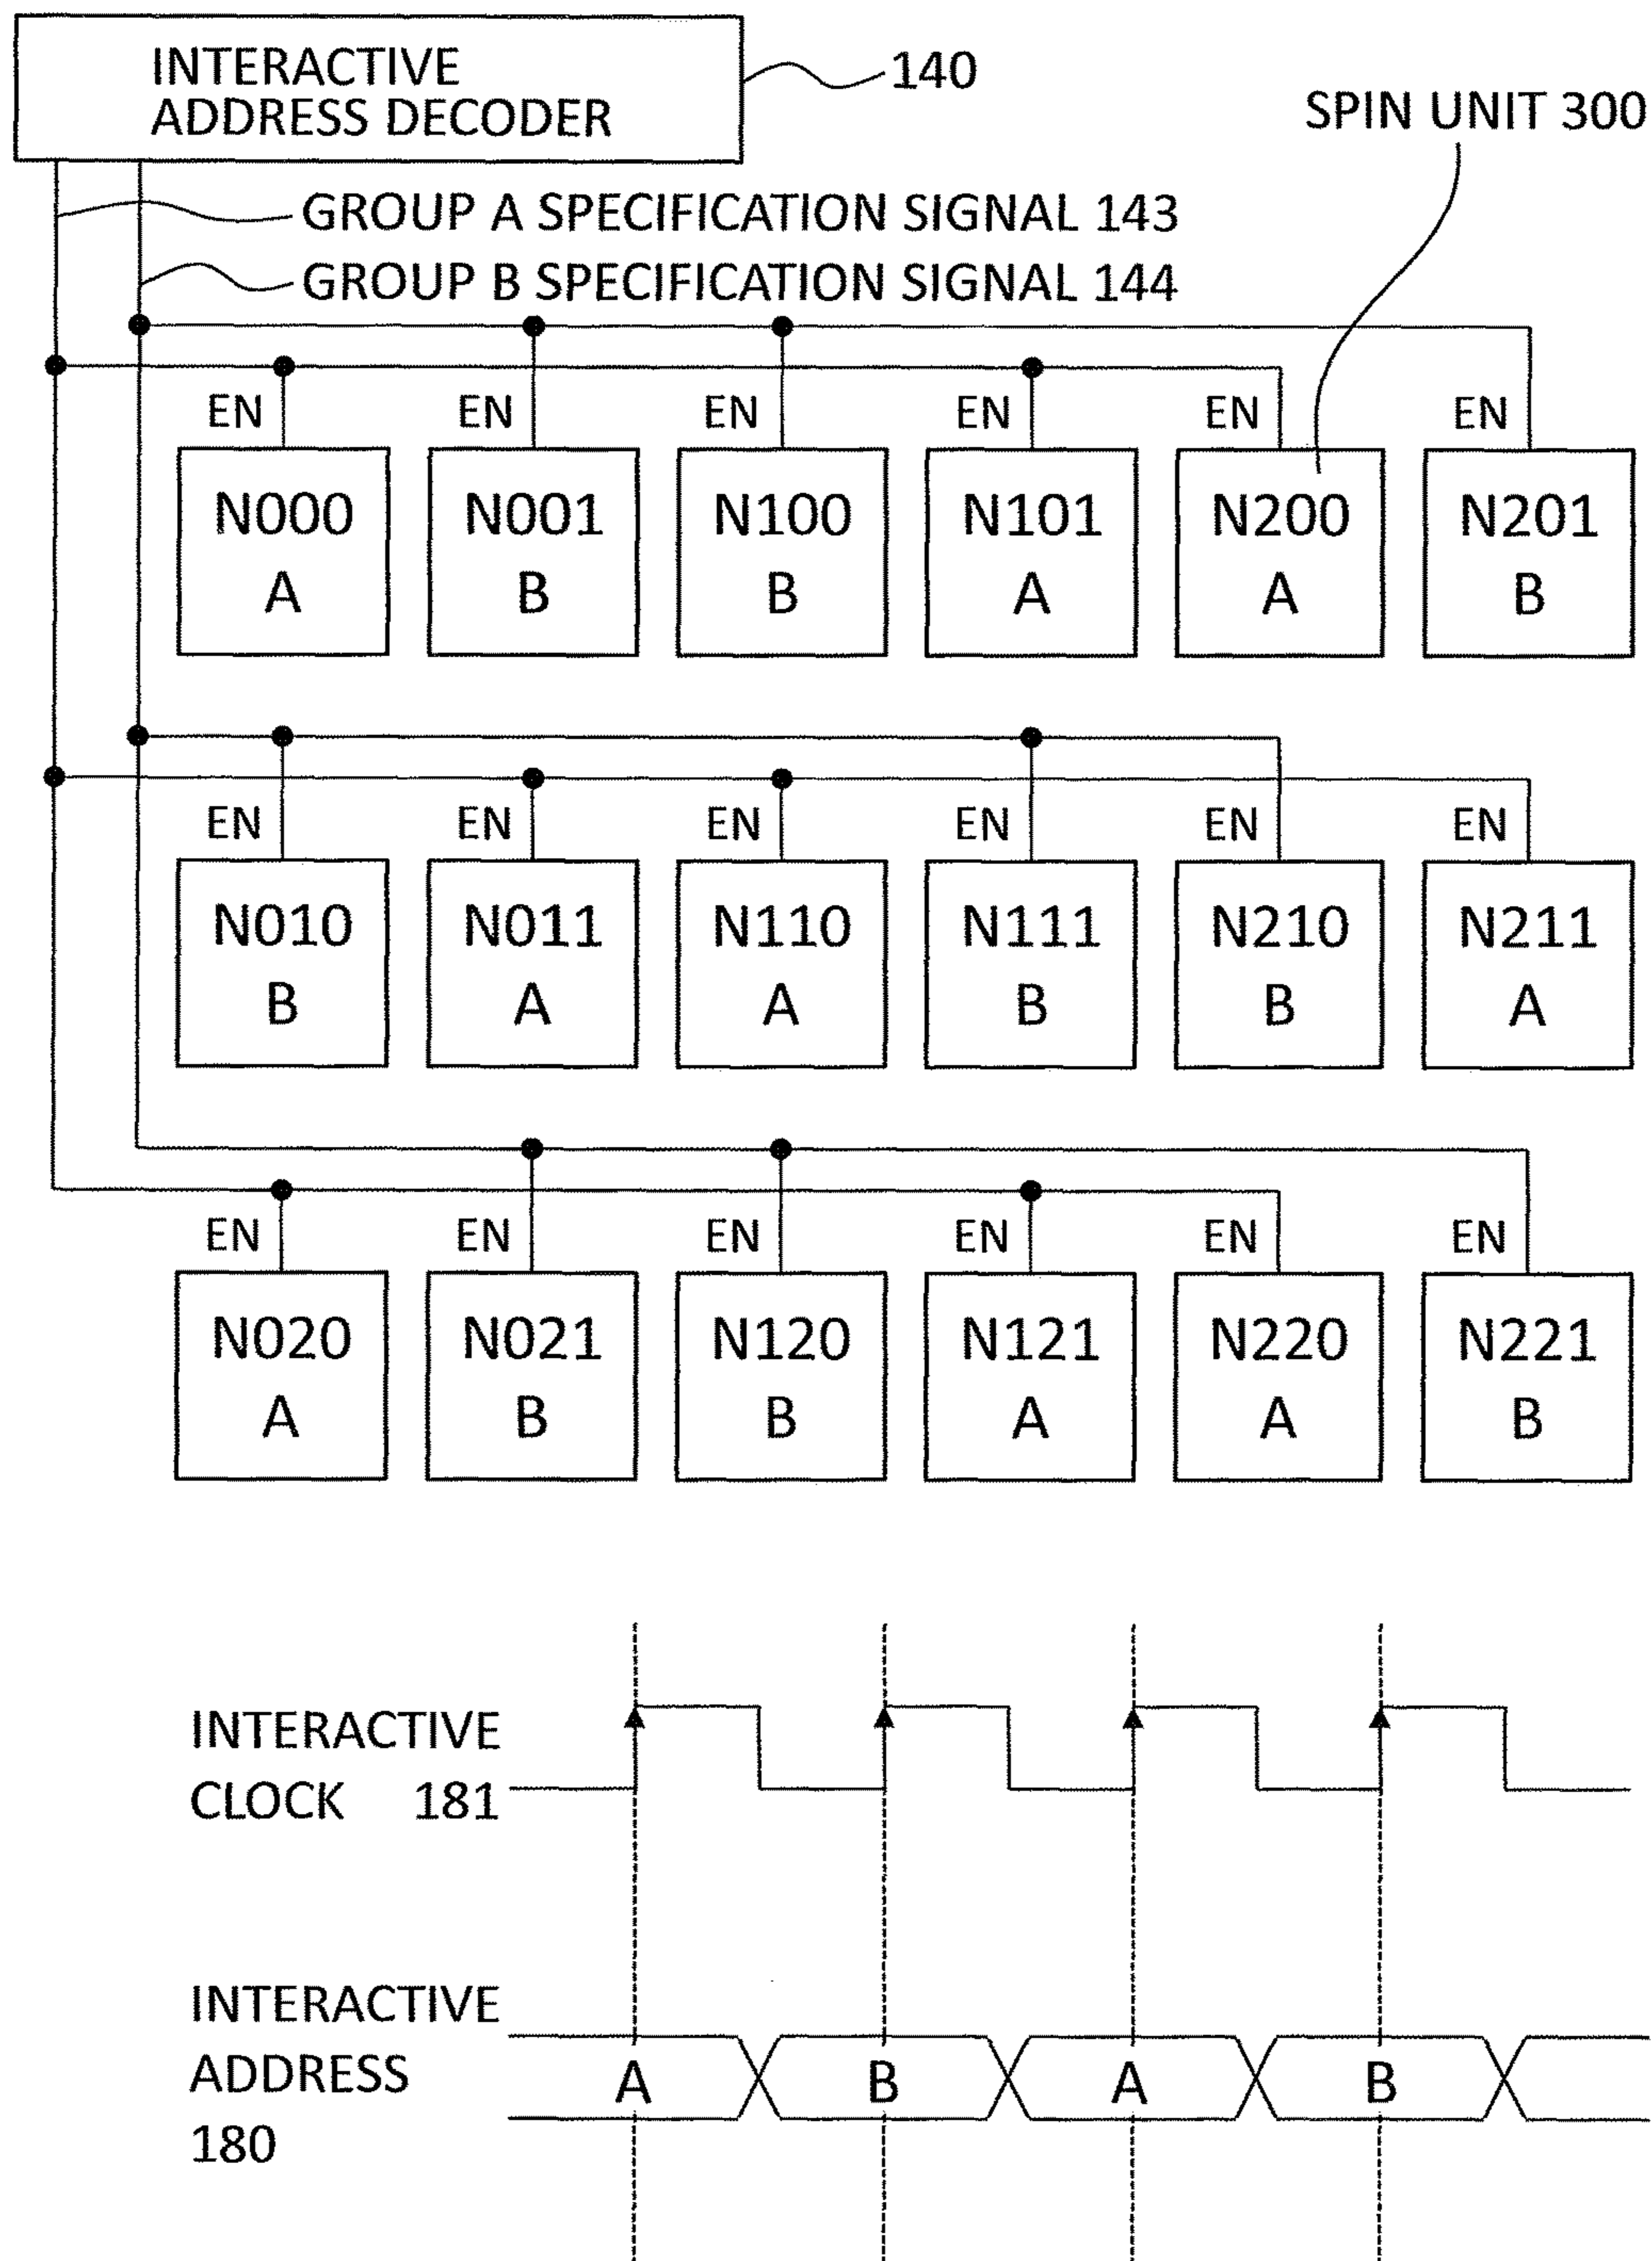 INTERACTIVE
ADDRESS DECODER
140
SPIN UNIT 300
GROUP A SPECIFICATION SIGNAL 143
GROUP B SPECIFICATION SIGNAL 144
EN EN EN EN EN EN
N000 N001 N100 N101 N200 N201
A B B A A B
EN EN EN EN EN EN
N010 N011 N110 N111 N210 N211
B A A B B A
EN EN EN EN EN EN
N020 N021 N120 N121 N220 N221
A B B A A B
INTERACTIVE
CLOCK 181
INTERACTIVE
ADDRESS
180
A B A B